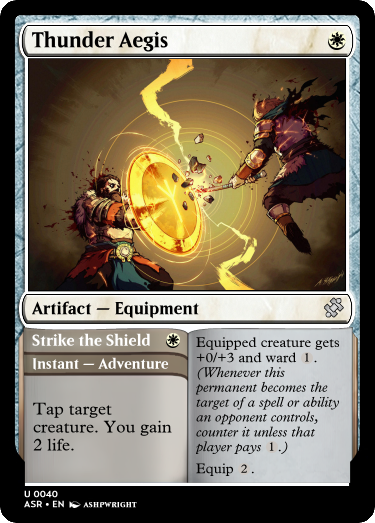 Thunder Aegis
Artifact — Equipment
Strike the Shield
Instant — Adventure
Tap target
creature. You gain
2 life.
Equipped creature gets
+0/+3 and ward 1.
(Whenever this
permanent becomes the
target of a spell or ability
an opponent controls,
counter it unless that
player pays 1.)
Equip 2.
U 0040
ASR • EN ASHPWRIGHT